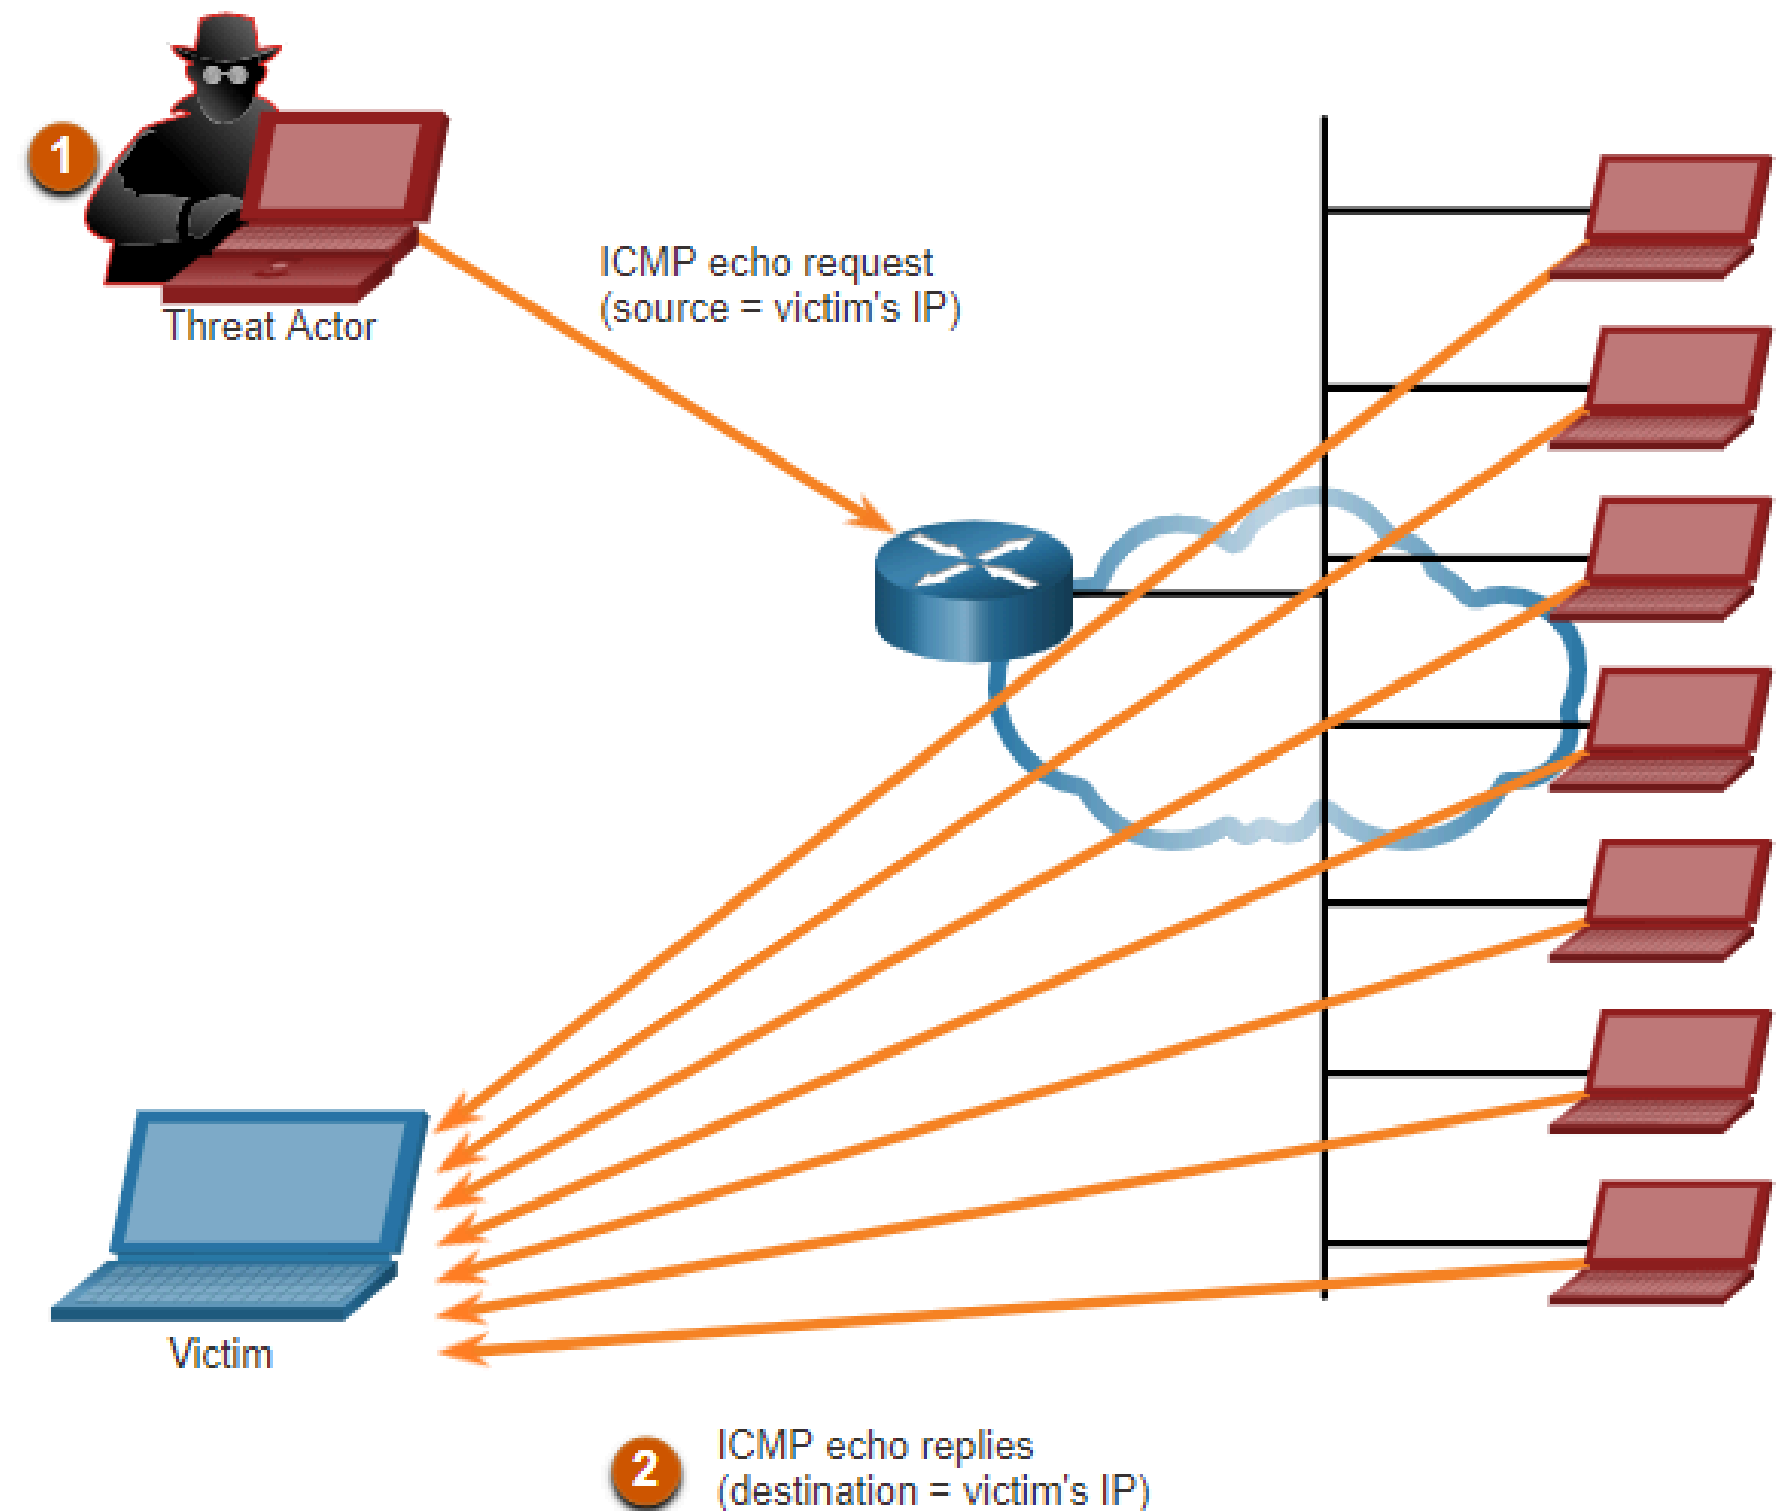 1
Threat Actor
ICMP echo request
(source = victim's IP)
Victim
2
ICMP echo replies
(destination = victim's IP)